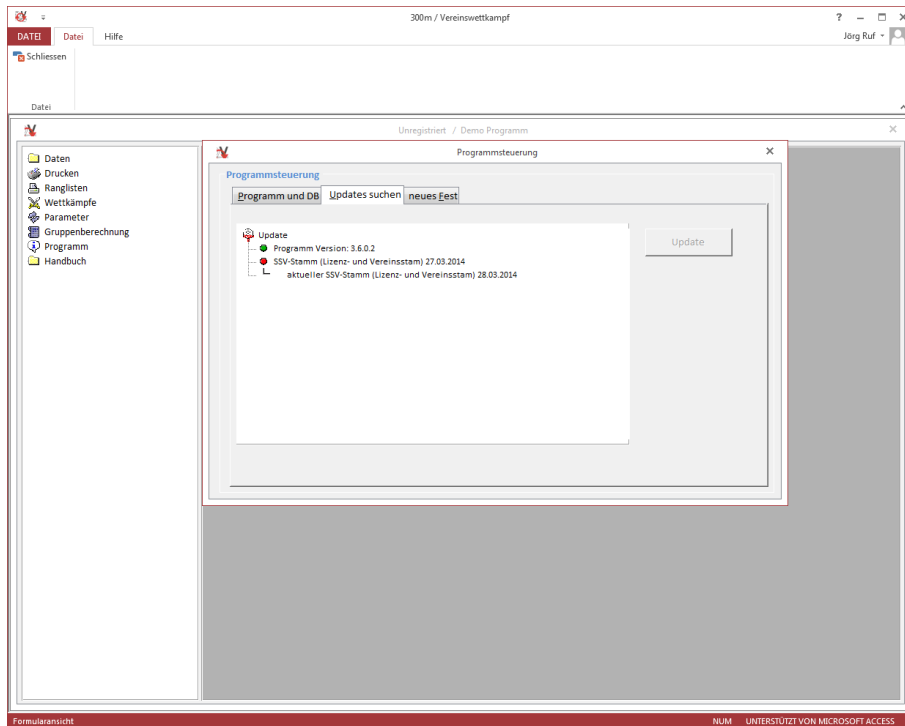 300m / Vereinswettkampf
?
DATEI Datei Hilfe
Jörg Ruf
Schliessen
Datei
Unregistriert / Demo Programm
Daten
Drucken
Ranglisten
Wettkämpfe
Parameter
Gruppenberechnung
Programm
Handbuch
Programmsteuerung
Programmsteuerung
Programm und DB Updates suchen neues Fest
Update
Programm Version: 3.6.0.2
SSV-Stamm (Lizenz- und Vereinsstam) 27.03.2014
aktueller SSV-Stamm (Lizenz- und Vereinsstam) 28.03.2014
Update
Formularansicht
NUM UNTERSTÜTZT VON MICROSOFT ACCESS